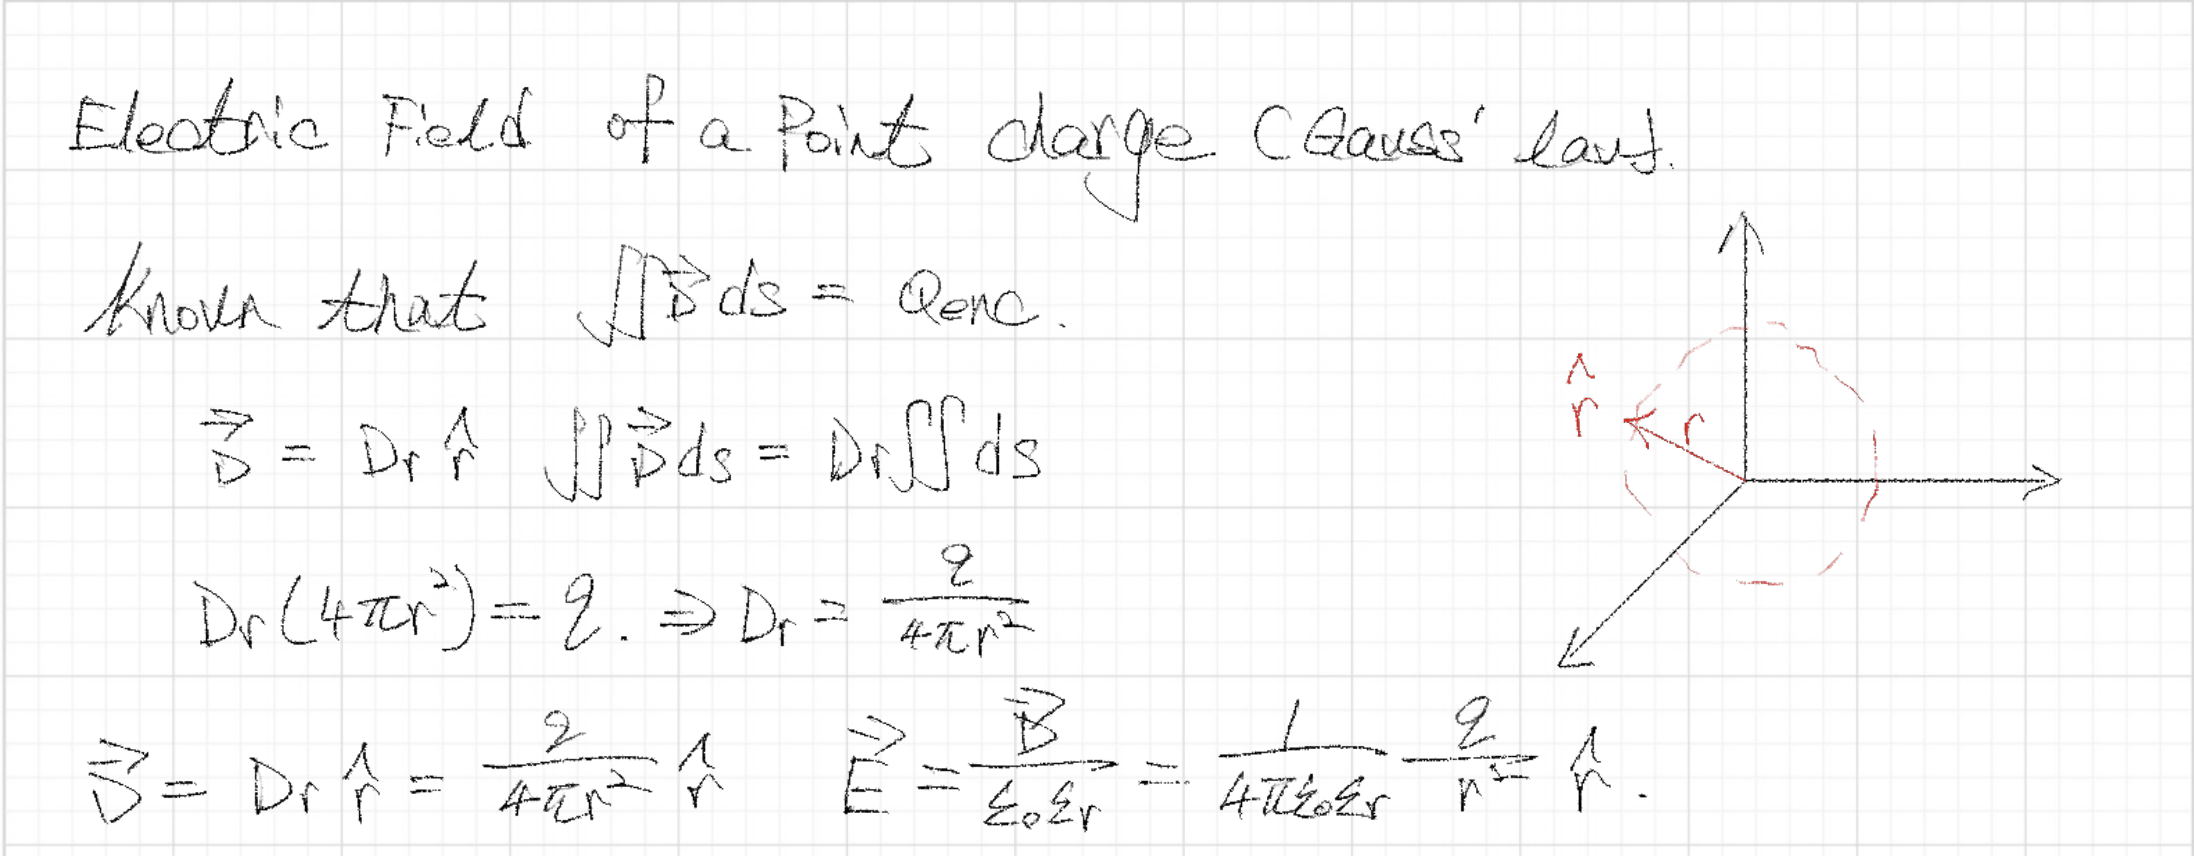 Electric Field of a Point charge (Gauss' law).
Known that ∬D⃗ ds = Qenc.
D⃗ = Dr r̂  ∬D⃗ ds = Dr∬ds
Dr(4πr²) = q. ⇒ Dr = q/(4πr²)
D⃗ = Dr r̂ = q/(4πr²) r̂  E⃗ = D⃗/(ε₀εr) = 1/(4πε₀εr) q/r² r̂.
r̂
r